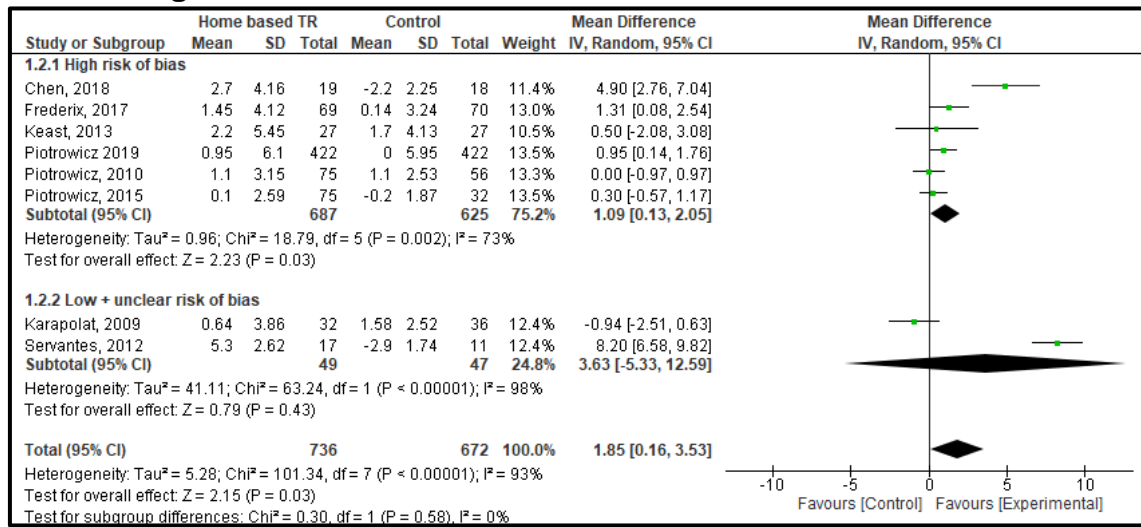 Home based TR Control Mean Difference Mean Difference
Study or Subgroup Mean SD Total Mean SD Total Weight IV, Random, 95% CI IV, Random, 95% CI
1.2.1 High risk of bias
Chen, 2018 2.7 4.16 19 -2.2 2.25 18 11.4% 4.90 [2.76, 7.04]
Frederix, 2017 1.45 4.12 69 0.14 3.24 70 13.0% 1.31 [0.08, 2.54]
Keast, 2013 2.2 5.45 27 1.7 4.13 27 10.5% 0.50 [-2.08, 3.08]
Piotrowicz 2019 0.95 6.1 422 0 5.95 422 13.5% 0.95 [0.14, 1.76]
Piotrowicz, 2010 1.1 3.15 75 1.1 2.53 56 13.3% 0.00 [-0.97, 0.97]
Piotrowicz, 2015 0.1 2.59 75 -0.2 1.87 32 13.5% 0.30 [-0.57, 1.17]
Subtotal (95% CI) 687 625 75.2% 1.09 [0.13, 2.05]
Heterogeneity: Tau² = 0.96; Chi² = 18.79, df = 5 (P = 0.002); I² = 73%
Test for overall effect: Z = 2.23 (P = 0.03)
1.2.2 Low + unclear risk of bias
Karapolat, 2009 0.64 3.86 32 1.58 2.52 36 12.4% -0.94 [-2.51, 0.63]
Servantes, 2012 5.3 2.62 17 -2.9 1.74 11 12.4% 8.20 [6.58, 9.82]
Subtotal (95% CI) 49 47 24.8% 3.63 [-5.33, 12.59]
Heterogeneity: Tau² = 41.11; Chi² = 63.24, df = 1 (P < 0.00001); I² = 98%
Test for overall effect: Z = 0.79 (P = 0.43)
Total (95% CI) 736 672 100.0% 1.85 [0.16, 3.53]
Heterogeneity: Tau² = 5.28; Chi² = 101.34, df = 7 (P < 0.00001); I² = 93%
Test for overall effect: Z = 2.15 (P = 0.03)
Test for subgroup differences: Chi² = 0.30, df = 1 (P = 0.58), I² = 0%
-10 -5 0 5 10
Favours [Control] Favours [Experimental]